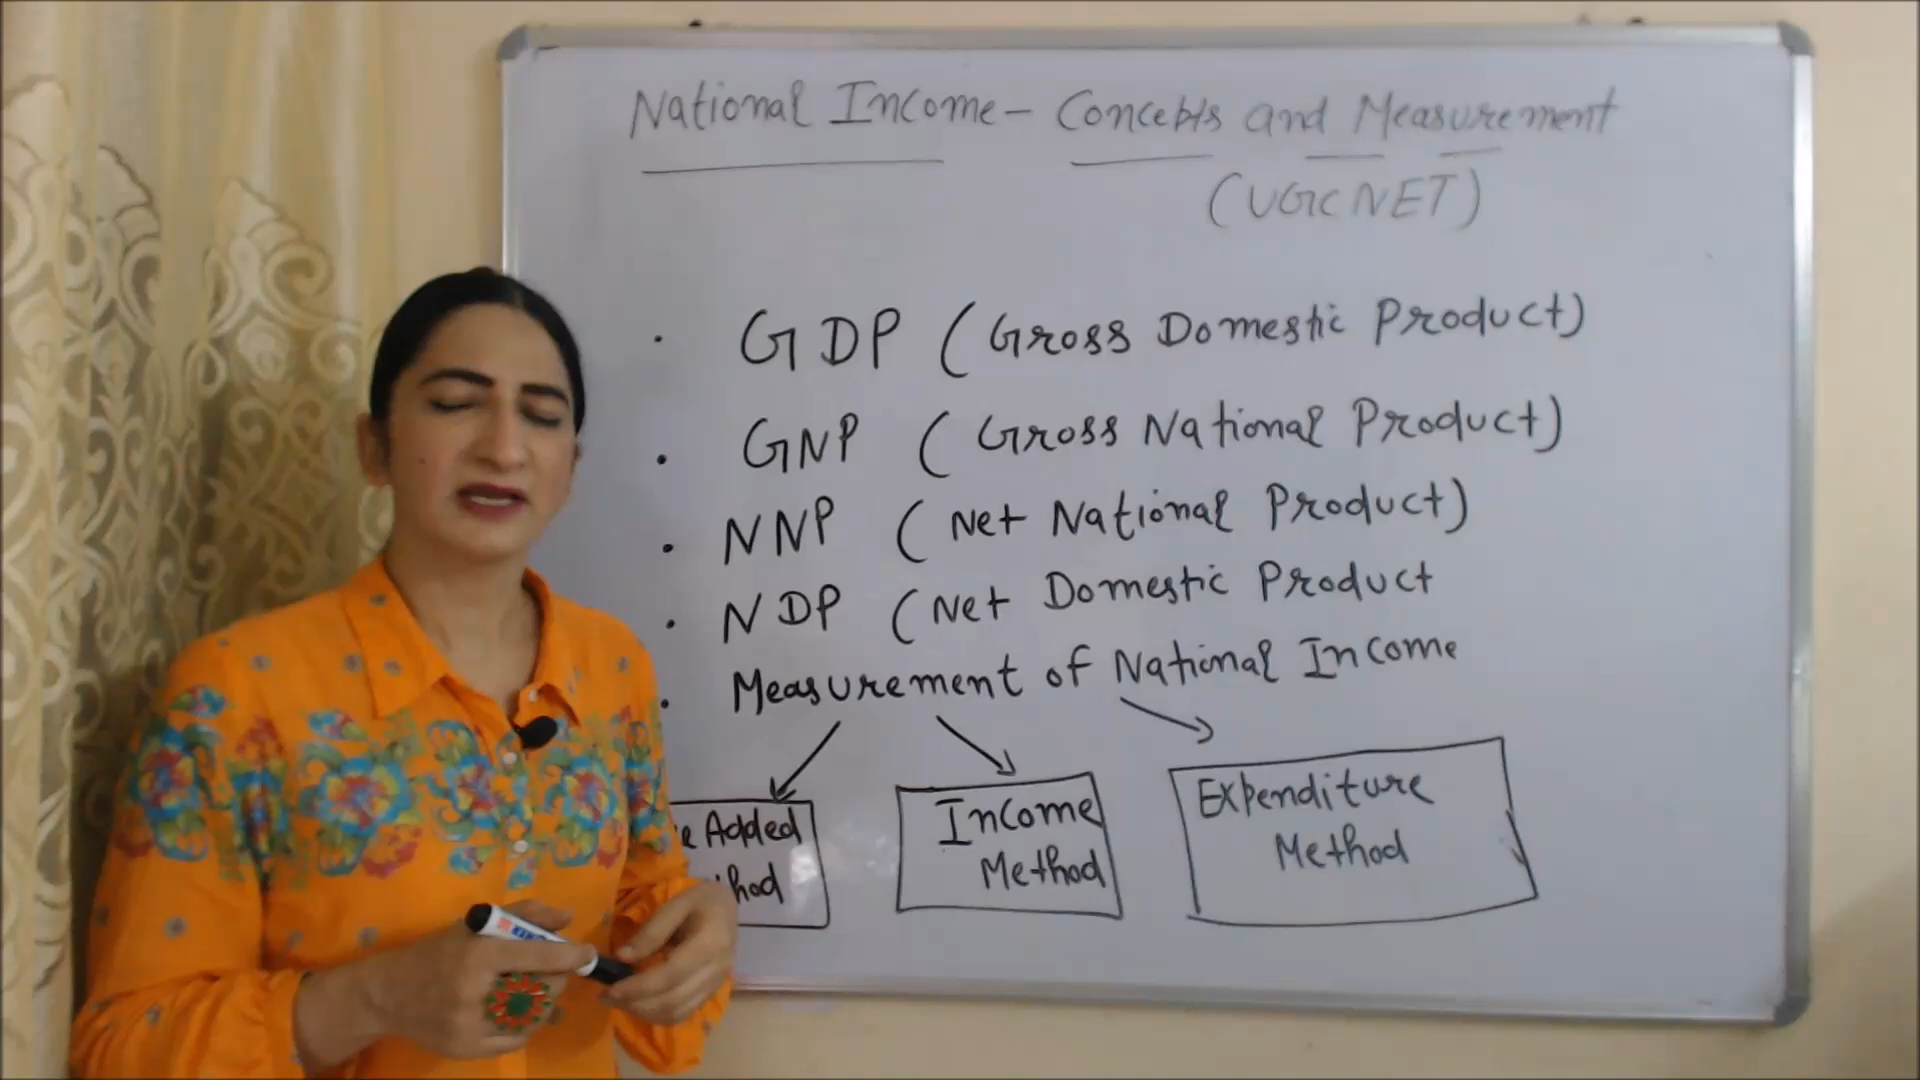 National Income - Concepts and Measurement
(UGC NET)
. GDP (Gross Domestic Product)
. GNP (Gross National Product)
. NNP (Net National Product)
. NDP (Net Domestic Product
. Measurement of National Income
Added
Income
Method
Expenditure
Method